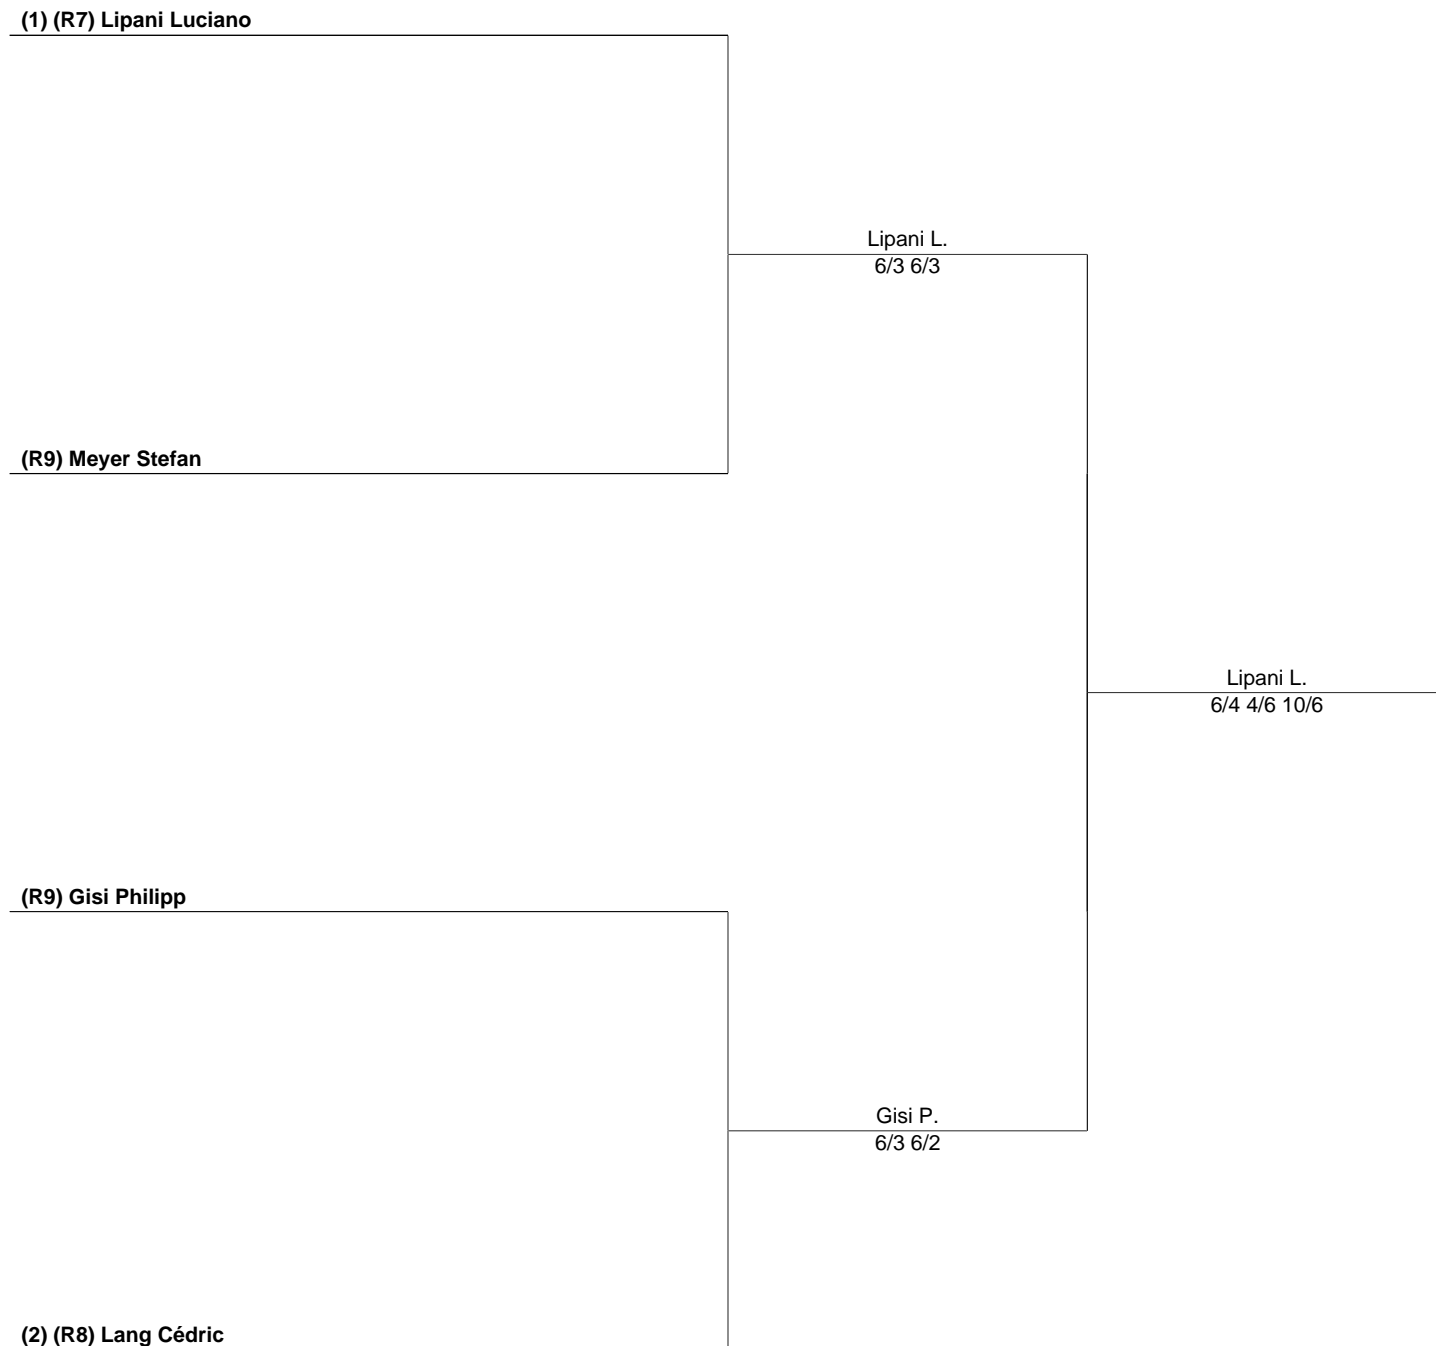 (1) (R7) Lipani Luciano
Lipani L.
6/3 6/3
(R9) Meyer Stefan
Lipani L.
6/4 4/6 10/6
(R9) Gisi Philipp
Gisi P.
6/3 6/2
(2) (R8) Lang Cédric